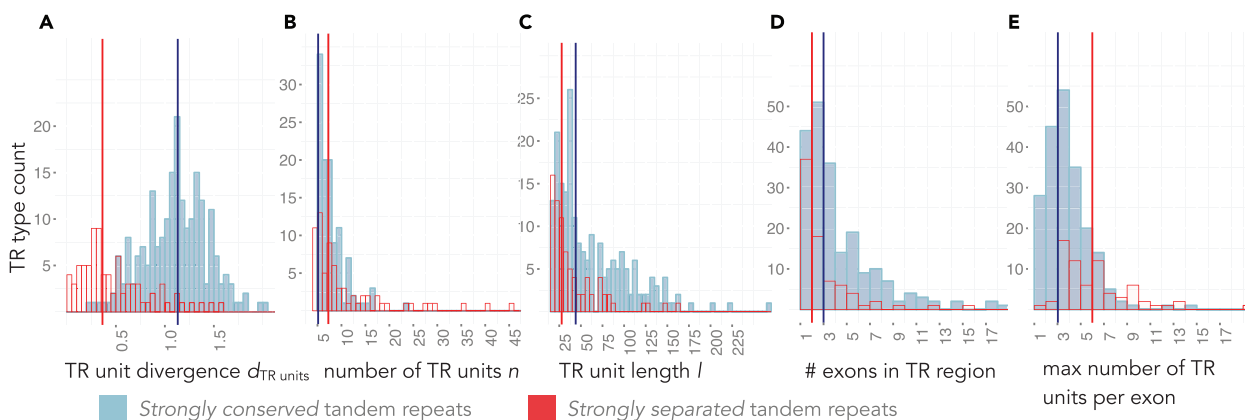 A B C D E
TR type count
5 10 15 20
0.5 1.0 1.5
TR unit divergence dTR units
5 10 15 20 25 30
5 10 15 20 25 30 35 40 45
number of TR units n
5 10 15 20 25
25 50 75 100 125 150 175 200 225
TR unit length l
10 20 30 40 50
1 3 5 7 9 11 13 15 17
# exons in TR region
10 20 30 40 50
1 3 5 7 9 11 13 15 17
max number of TR
units per exon
Strongly conserved tandem repeats
Strongly separated tandem repeats